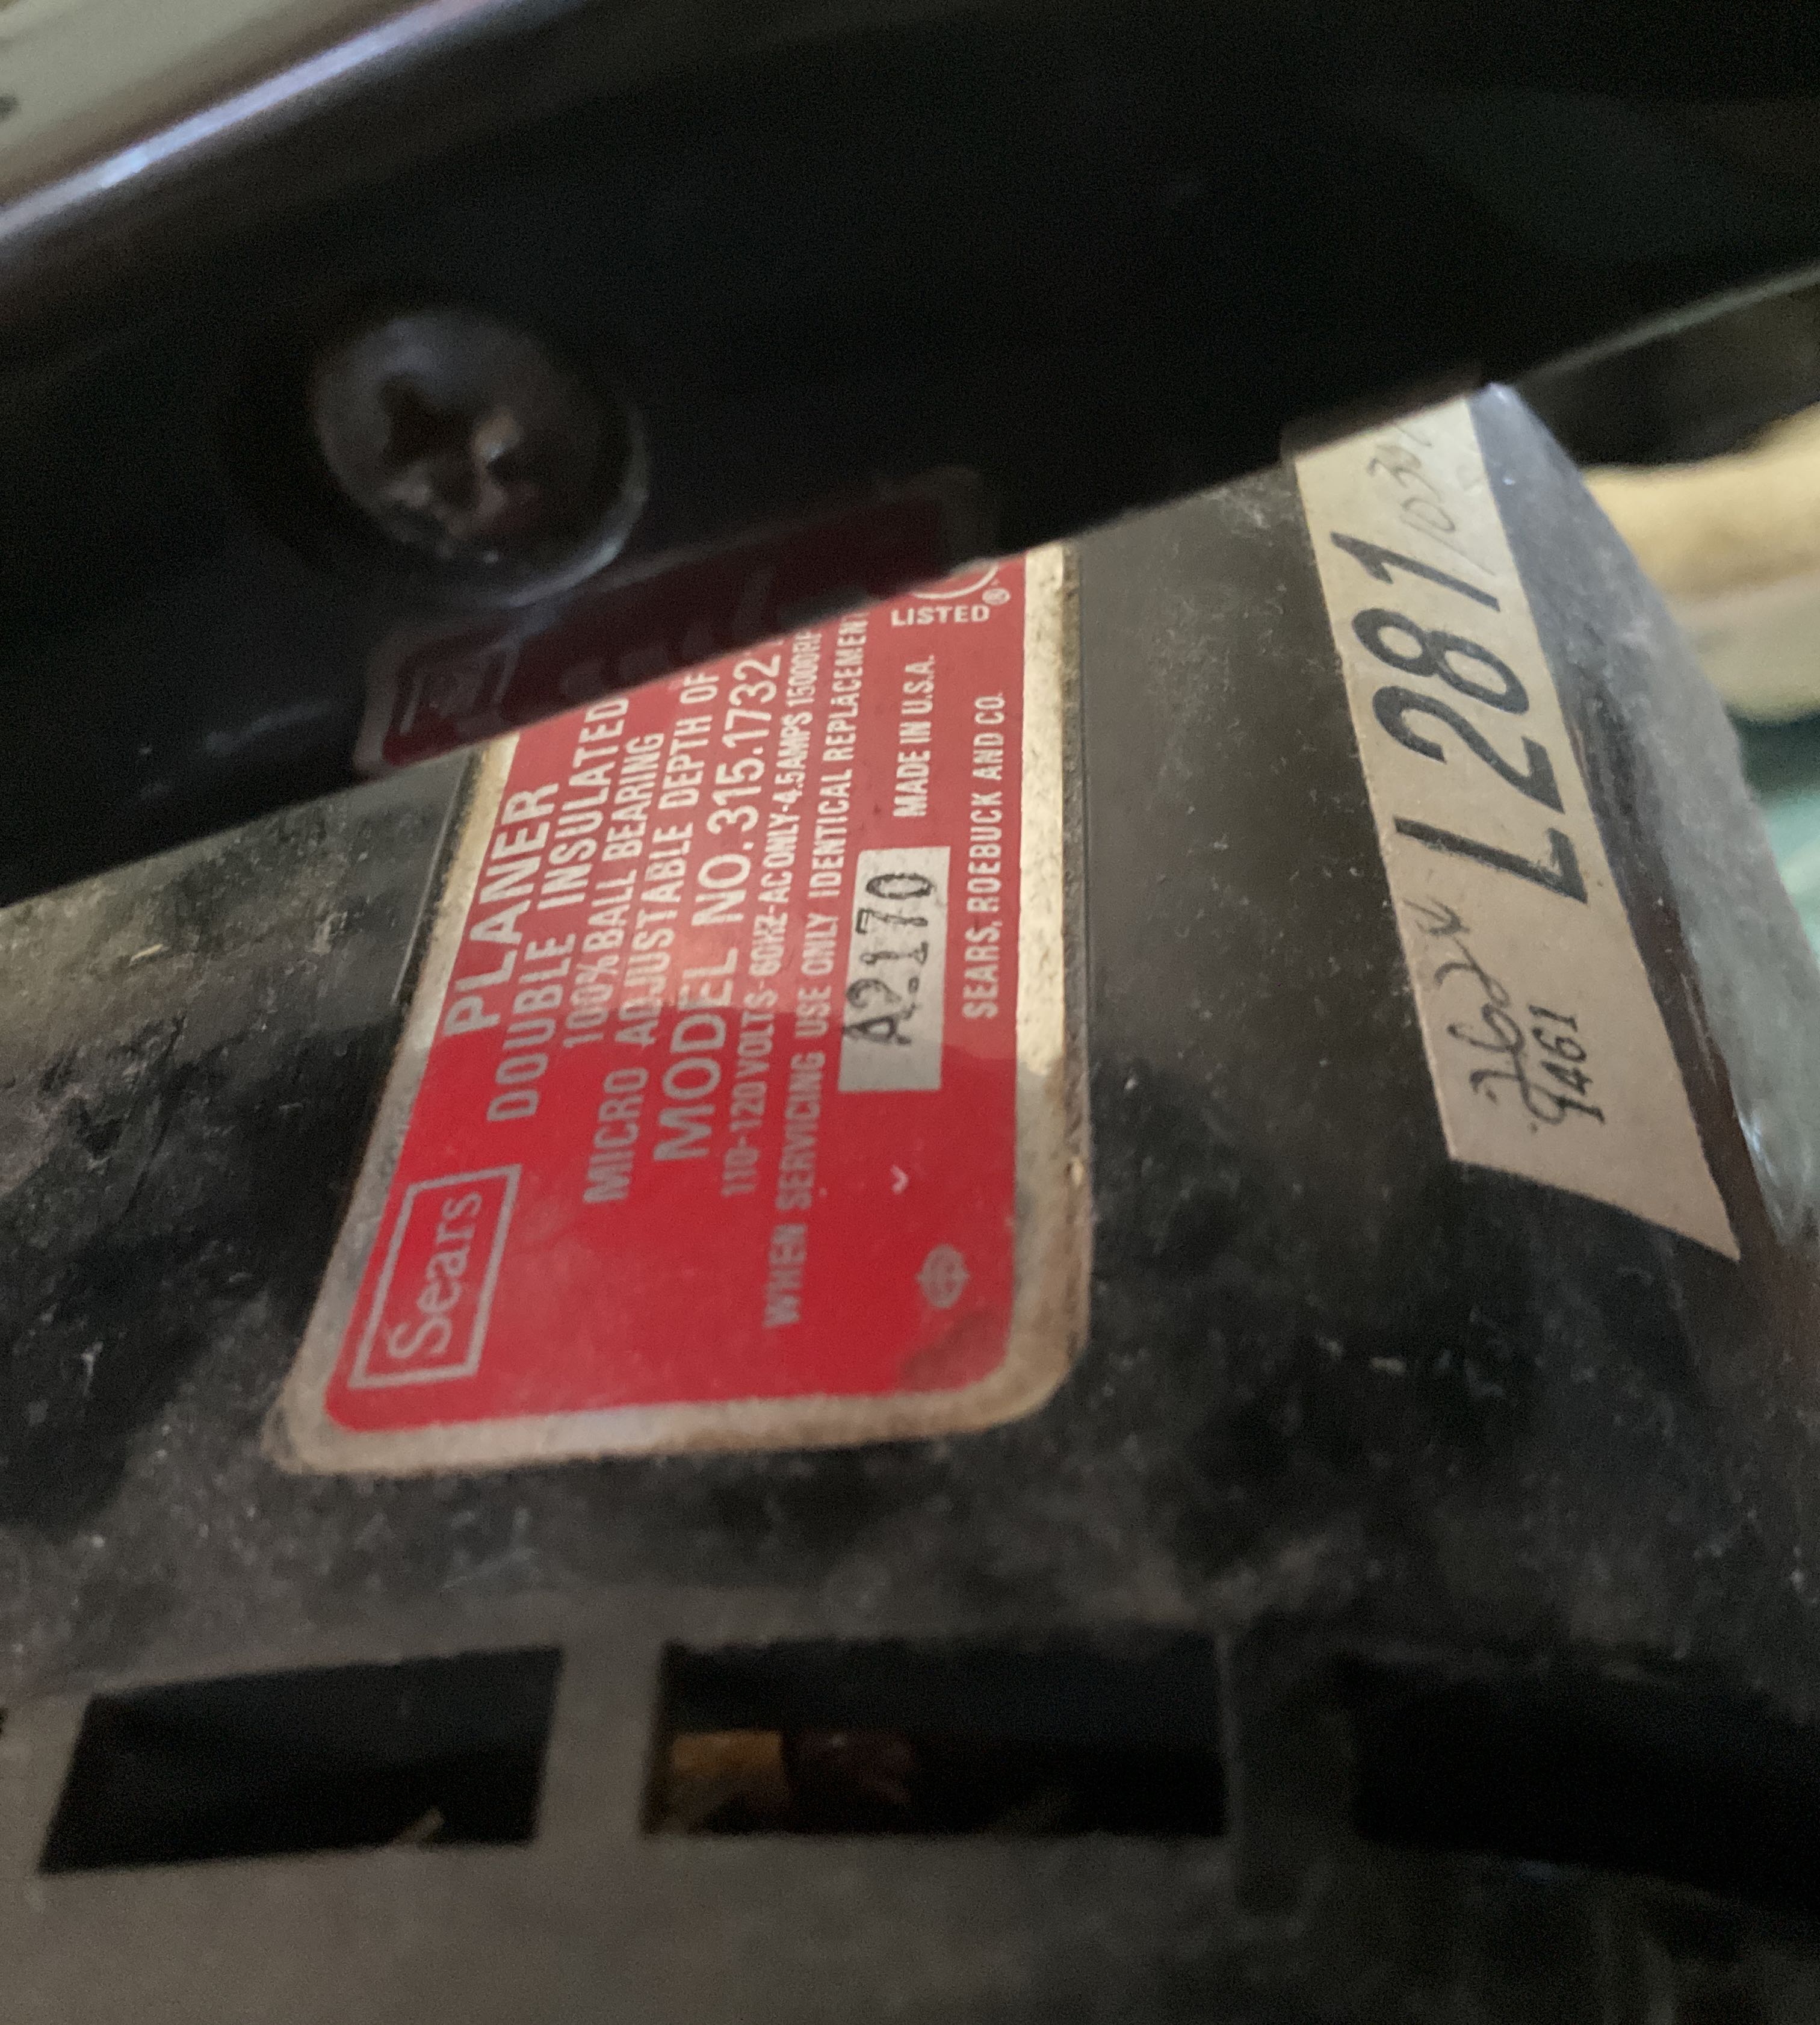 Sears
PLANER
DOUBLE INSULATED
100% BALL BEARING
MICRO ADJUSTABLE DEPTH OF
MODEL NO. 315.1732
110-120 VOLTS-60HZ-AC ONLY-4.5 AMPS 15000 RP
WHEN SERVICING USE ONLY IDENTICAL REPLACEMENT
A2170 MADE IN U.S.A. LISTED
SEARS, ROEBUCK AND CO.
L281
9461